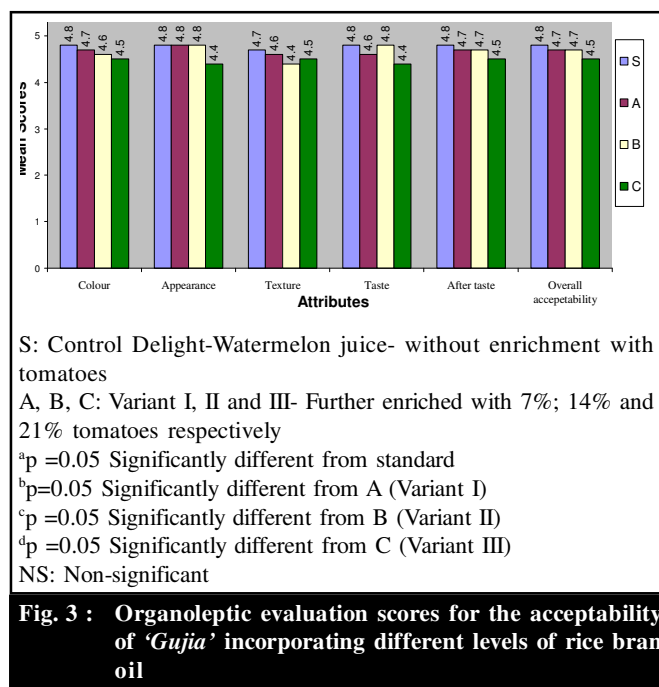 4.8 4.7 4.6 4.5 4.8 4.8 4.8 4.4 4.7 4.6 4.4 4.5 4.8 4.6 4.8 4.4 4.8 4.7 4.7 4.5 4.8 4.7 4.7 4.5
5
4
3
2
1
0
Mean Scores
S
A
B
C
Colour Appearance Texture Taste After taste Overall
accepetability
Attributes
S: Control Delight-Watermelon juice- without enrichment with
tomatoes
A, B, C: Variant I, II and III- Further enriched with 7%; 14% and
21% tomatoes respectively
ᵃp =0.05 Significantly different from standard
ᵇp=0.05 Significantly different from A (Variant I)
ᶜp =0.05 Significantly different from B (Variant II)
ᵈp =0.05 Significantly different from C (Variant III)
NS: Non-significant
Fig. 3 : Organoleptic evaluation scores for the acceptability
of ‘Gujia’ incorporating different levels of rice bran
oil